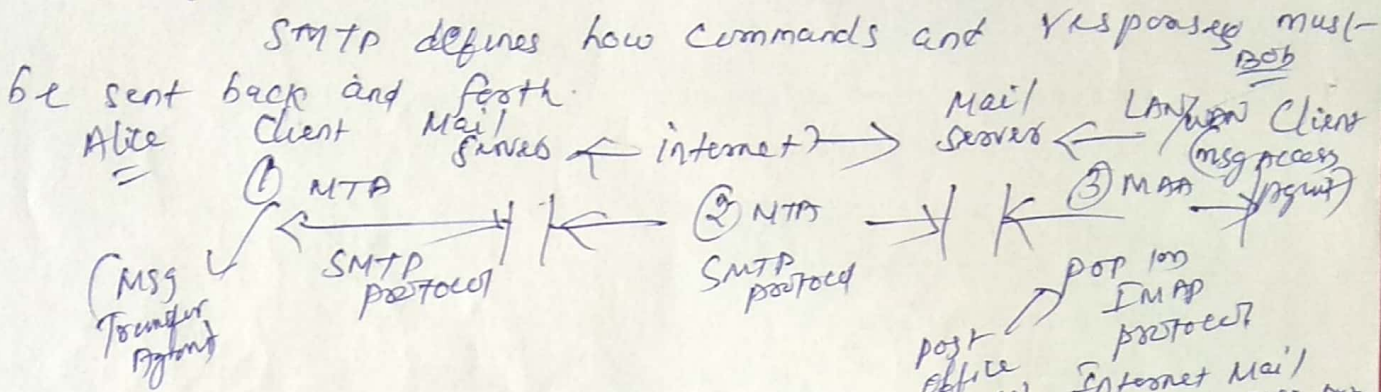 SMTP defines how commands and responses must
be sent back and forth.
Bob
Alice Client Mail server internet Mail server LAN/WAN Client
(msg Access Agent)
① MTA ② MTA ③ MAA
SMTP protocol SMTP protocol POP
IMAP
protocol
(Msg
Transfer
Agent)
post
office
Internet Mail